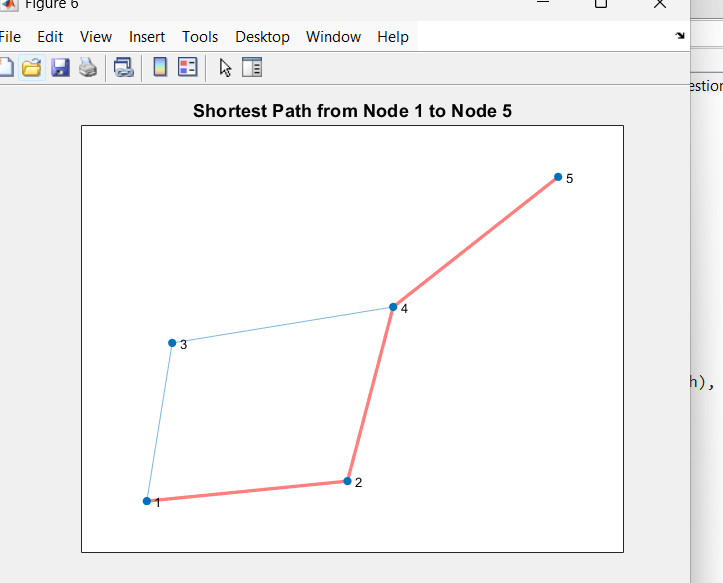 Figure 6
File Edit View Insert Tools Desktop Window Help
estion
Shortest Path from Node 1 to Node 5
5
4
3
h),
2
1